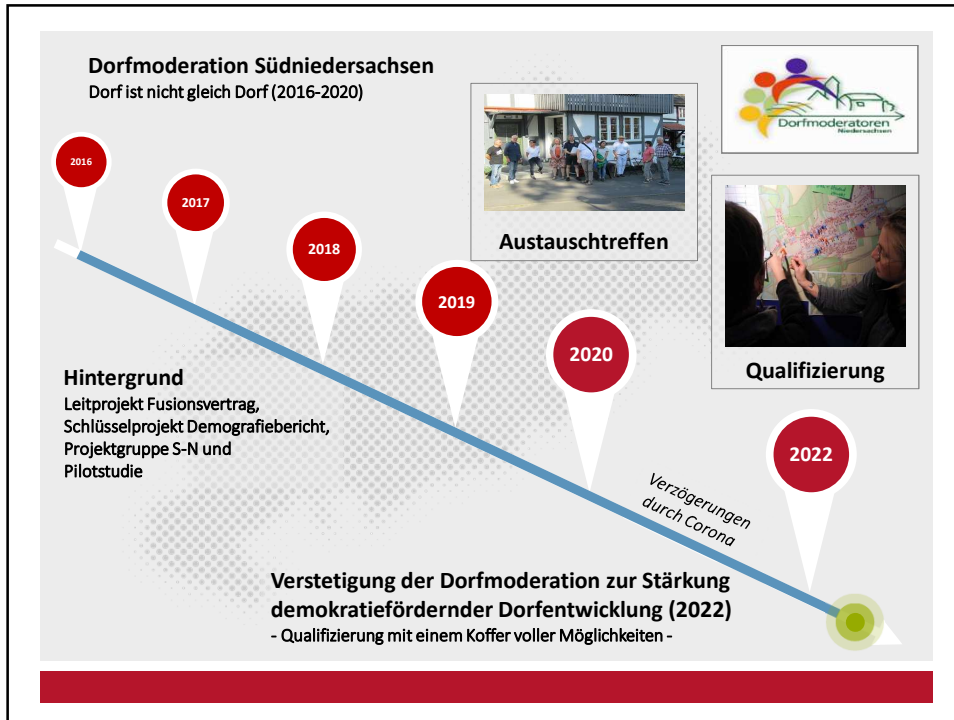 Dorfmoderation Südniedersachsen
Dorf ist nicht gleich Dorf (2016-2020)
Dorfmoderatoren
Niedersachsen
2016
2017
2018
2019
2020
2022
Austauschtreffen
Qualifizierung
Hintergrund
Leitprojekt Fusionsvertrag,
Schlüsselprojekt Demografiebericht,
Projektgruppe S-N und
Pilotstudie
Verzögerungen
durch Corona
Verstetigung der Dorfmoderation zur Stärkung
demokratiefördernder Dorfentwicklung (2022)
- Qualifizierung mit einem Koffer voller Möglichkeiten -